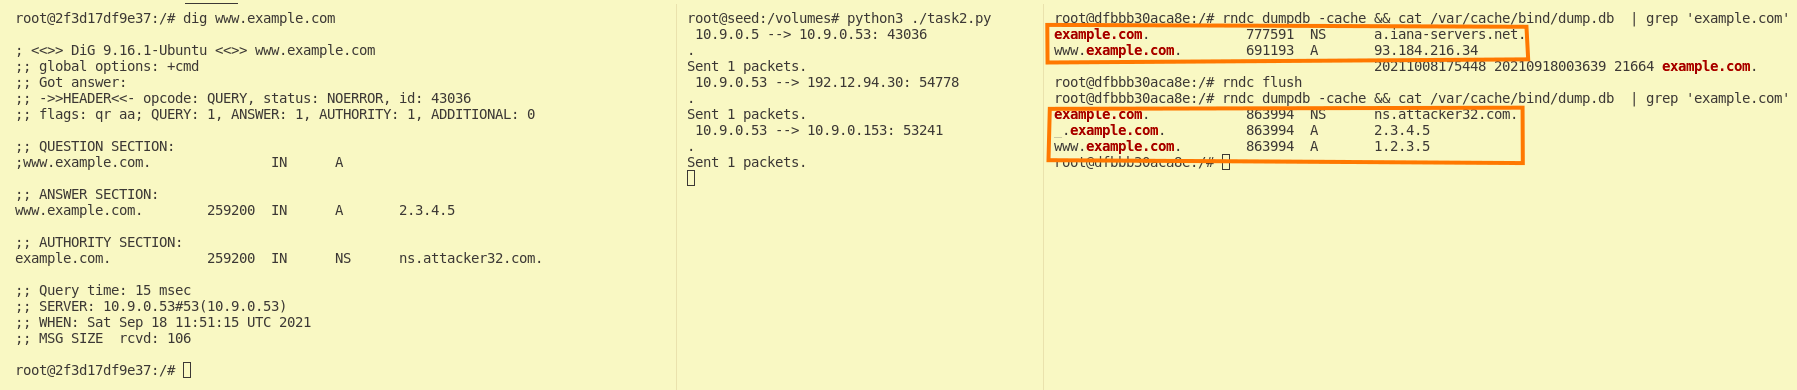 root@2f3d17df9e37:/# dig www.example.com

; <<>> DiG 9.16.1-Ubuntu <<>> www.example.com
;; global options: +cmd
;; Got answer:
;; ->>HEADER<<- opcode: QUERY, status: NOERROR, id: 43036
;; flags: qr aa; QUERY: 1, ANSWER: 1, AUTHORITY: 1, ADDITIONAL: 0

;; QUESTION SECTION:
;www.example.com.               IN      A

;; ANSWER SECTION:
www.example.com.        259200  IN      A       2.3.4.5

;; AUTHORITY SECTION:
example.com.            259200  IN      NS      ns.attacker32.com.

;; Query time: 15 msec
;; SERVER: 10.9.0.53#53(10.9.0.53)
;; WHEN: Sat Sep 18 11:51:15 UTC 2021
;; MSG SIZE  rcvd: 106

root@2f3d17df9e37:/#
root@seed:/volumes# python3 ./task2.py
 10.9.0.5 --> 10.9.0.53: 43036
.
Sent 1 packets.
 10.9.0.53 --> 192.12.94.30: 54778
.
Sent 1 packets.
 10.9.0.53 --> 10.9.0.153: 53241
.
Sent 1 packets.
root@dfbbb30aca8e:/# rndc dumpdb -cache && cat /var/cache/bind/dump.db  | grep 'example.com'
example.com.            777591  NS      a.iana-servers.net.
www.example.com.        691193  A       93.184.216.34
                                        20211008175448 20210918003639 21664 example.com.
root@dfbbb30aca8e:/# rndc flush
root@dfbbb30aca8e:/# rndc dumpdb -cache && cat /var/cache/bind/dump.db  | grep 'example.com'
example.com.            863994  NS      ns.attacker32.com.
_.example.com.          863994  A       2.3.4.5
www.example.com.        863994  A       1.2.3.5
root@dfbbb30aca8e:/#